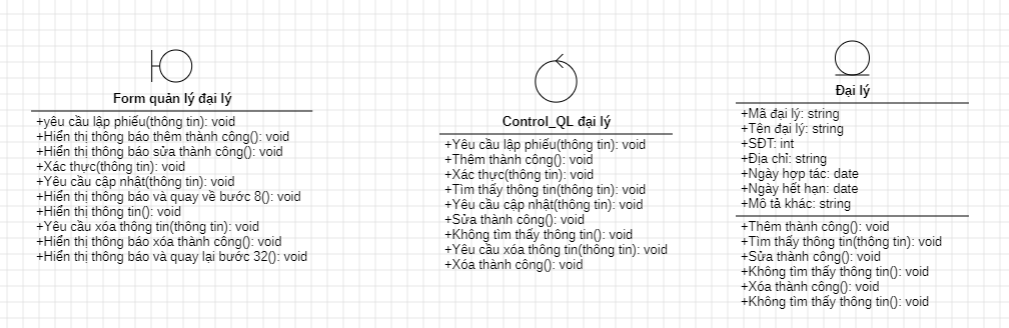 Form quản lý đại lý
+yêu cầu lập phiếu(thông tin): void
+Hiển thị thông báo thêm thành công(): void
+Hiển thị thông báo sửa thành công(): void
+Xác thực(thông tin): void
+Yêu cầu cập nhật(thông tin): void
+Hiển thị thông báo và quay về bước 8(): void
+Hiển thị thông tin(): void
+Yêu cầu xóa thông tin(thông tin): void
+Hiển thị thông báo xóa thành công(): void
+Hiển thị thông báo và quay lại bước 32(): void
Control_QL đại lý
+Yêu cầu lập phiếu(thông tin): void
+Thêm thành công(): void
+Xác thực(thông tin): void
+Tìm thấy thông tin(thông tin): void
+Yêu cầu cập nhật(thông tin): void
+Sửa thành công(): void
+Không tìm thấy thông tin(): void
+Yêu cầu xóa thông tin(thông tin): void
+Xóa thành công(): void
Đại lý
+Mã đại lý: string
+Tên đại lý: string
+SĐT: int
+Địa chỉ: string
+Ngày hợp tác: date
+Ngày hết hạn: date
+Mô tả khác: string
+Thêm thành công(): void
+Tìm thấy thông tin(thông tin): void
+Sửa thành công(): void
+Không tìm thấy thông tin(): void
+Xóa thành công(): void
+Không tìm thấy thông tin(): void